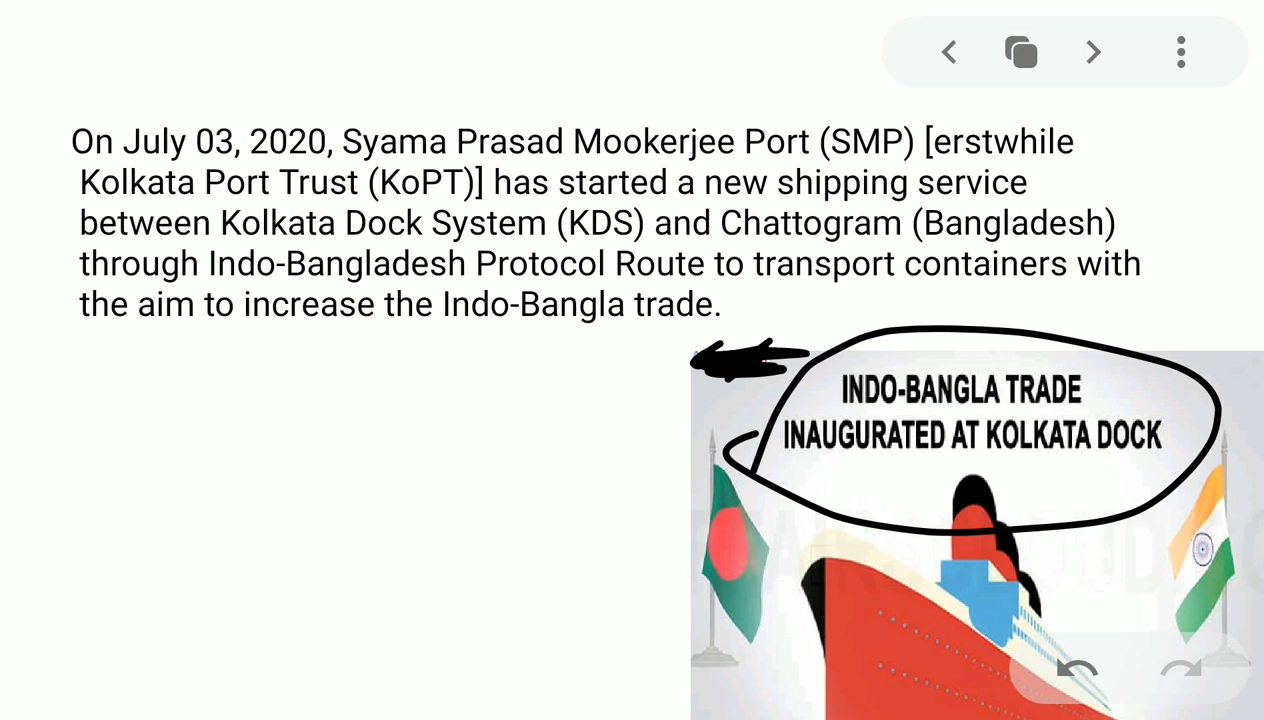 On July 03, 2020, Syama Prasad Mookerjee Port (SMP) [erstwhile
Kolkata Port Trust (KoPT)] has started a new shipping service
between Kolkata Dock System (KDS) and Chattogram (Bangladesh)
through Indo-Bangladesh Protocol Route to transport containers with
the aim to increase the Indo-Bangla trade.
INDO-BANGLA TRADE
INAUGURATED AT KOLKATA DOCK